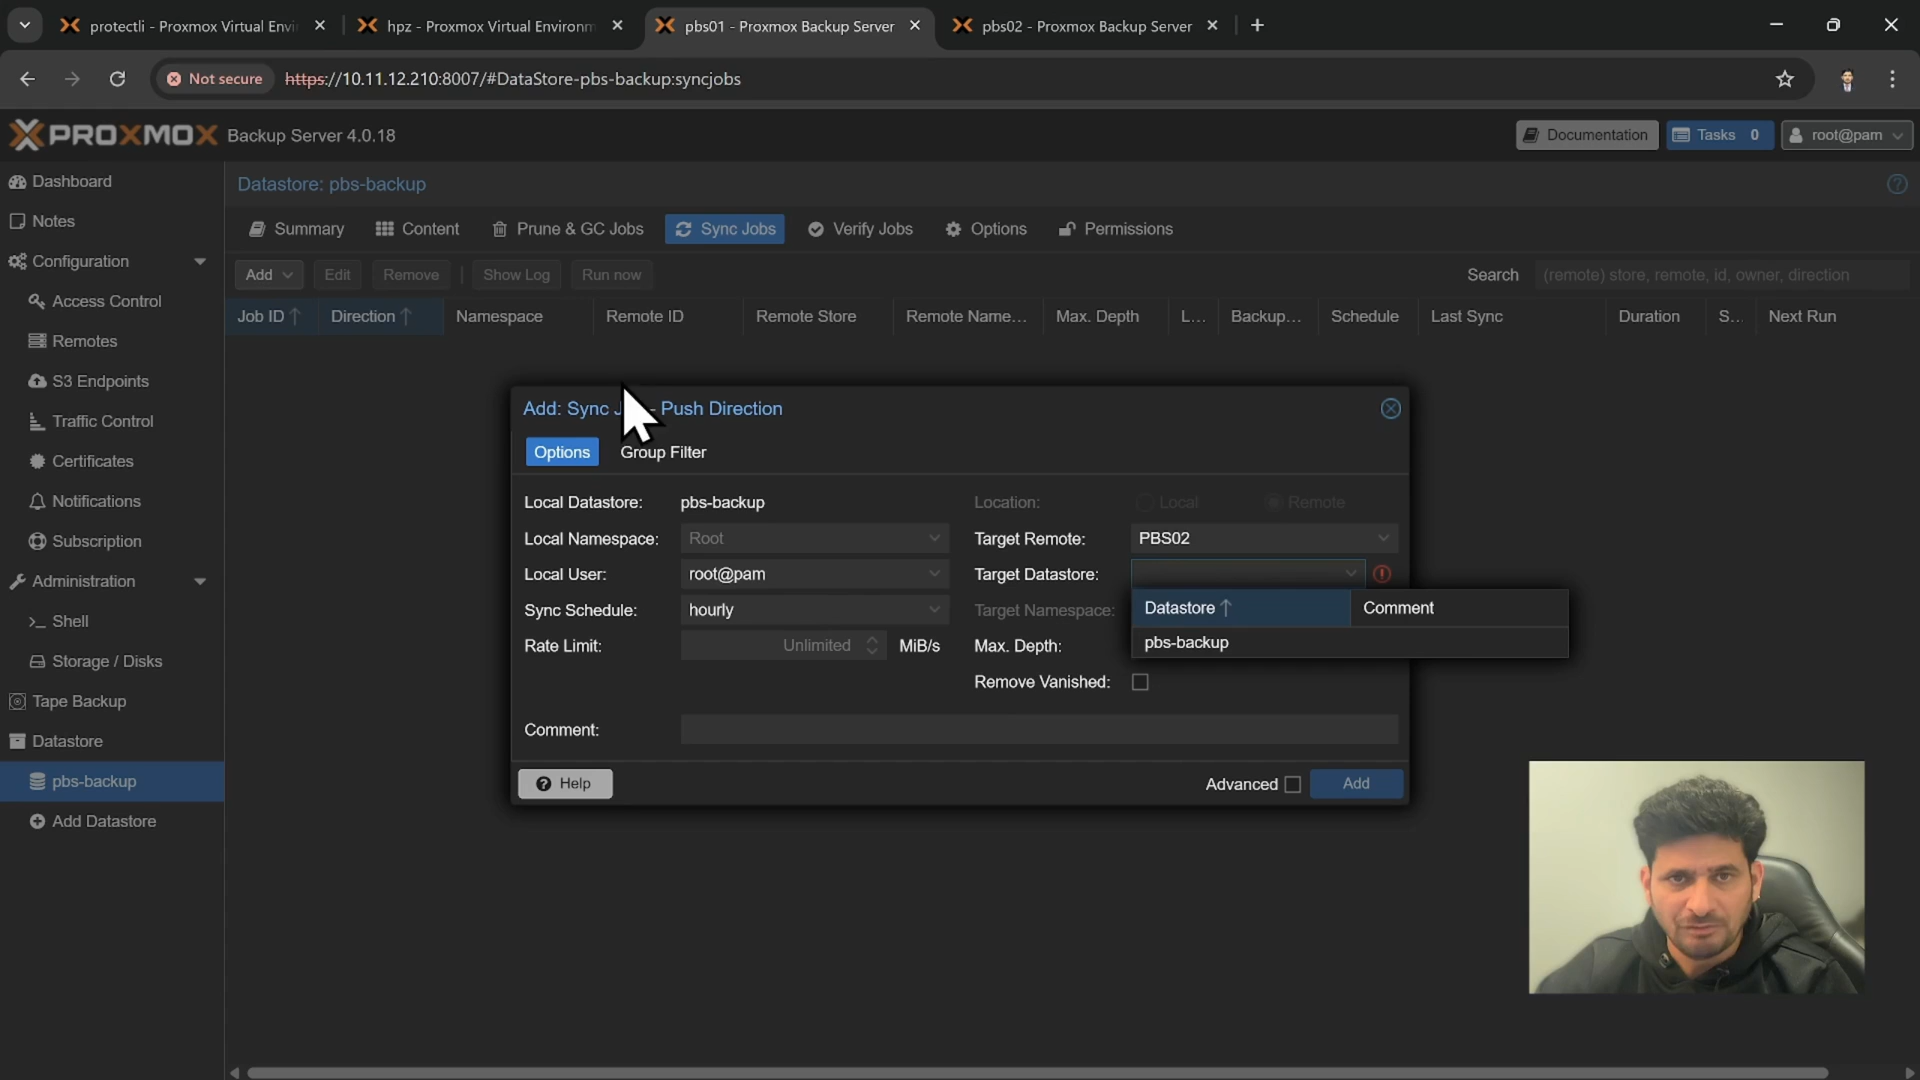 protectli - Proxmox Virtual Envi
hpz - Proxmox Virtual Environm
pbs01 - Proxmox Backup Server
pbs02 - Proxmox Backup Server
Not secure
https://10.11.12.210:8007/#DataStore-pbs-backup:syncjobs
PROXMOX Backup Server 4.0.18
Documentation
Tasks 0
root@pam
Dashboard
Notes
Configuration
Access Control
Remotes
S3 Endpoints
Traffic Control
Certificates
Notifications
Subscription
Administration
Shell
Storage / Disks
Tape Backup
Datastore
pbs-backup
Add Datastore
Datastore: pbs-backup
Summary
Content
Prune & GC Jobs
Sync Jobs
Verify Jobs
Options
Permissions
Add
Edit
Remove
Show Log
Run now
Search
(remote) store, remote, id, owner, direction
Job ID
Direction
Namespace
Remote ID
Remote Store
Remote Name...
Max. Depth
L...
Backup...
Schedule
Last Sync
Duration
S...
Next Run
Add: Sync J - Push Direction
Options
Group Filter
Local Datastore: pbs-backup
Local Namespace: Root
Local User: root@pam
Sync Schedule: hourly
Rate Limit: Unlimited MiB/s
Location: Local Remote
Target Remote: PBS02
Target Datastore:
Target Namespace:
Max. Depth:
Remove Vanished:
Datastore
Comment
pbs-backup
Comment:
Help
Advanced
Add